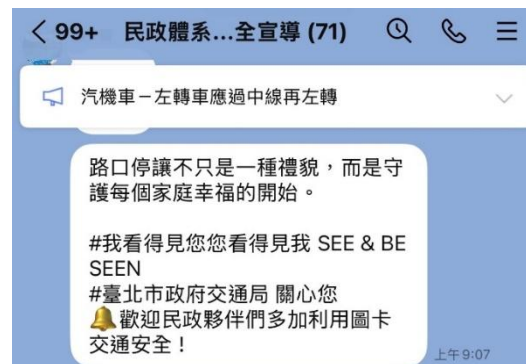 99+ 民政體系...全宣導 (71)
汽機車－左轉車應過中線再左轉
路口停讓不只是一種禮貌，而是守
護每個家庭幸福的開始。
#我看得見您您看得見我 SEE & BE
SEEN
#臺北市政府交通局 關心您
🔔歡迎民政夥伴們多加利用圖卡
交通安全！
上午9:07